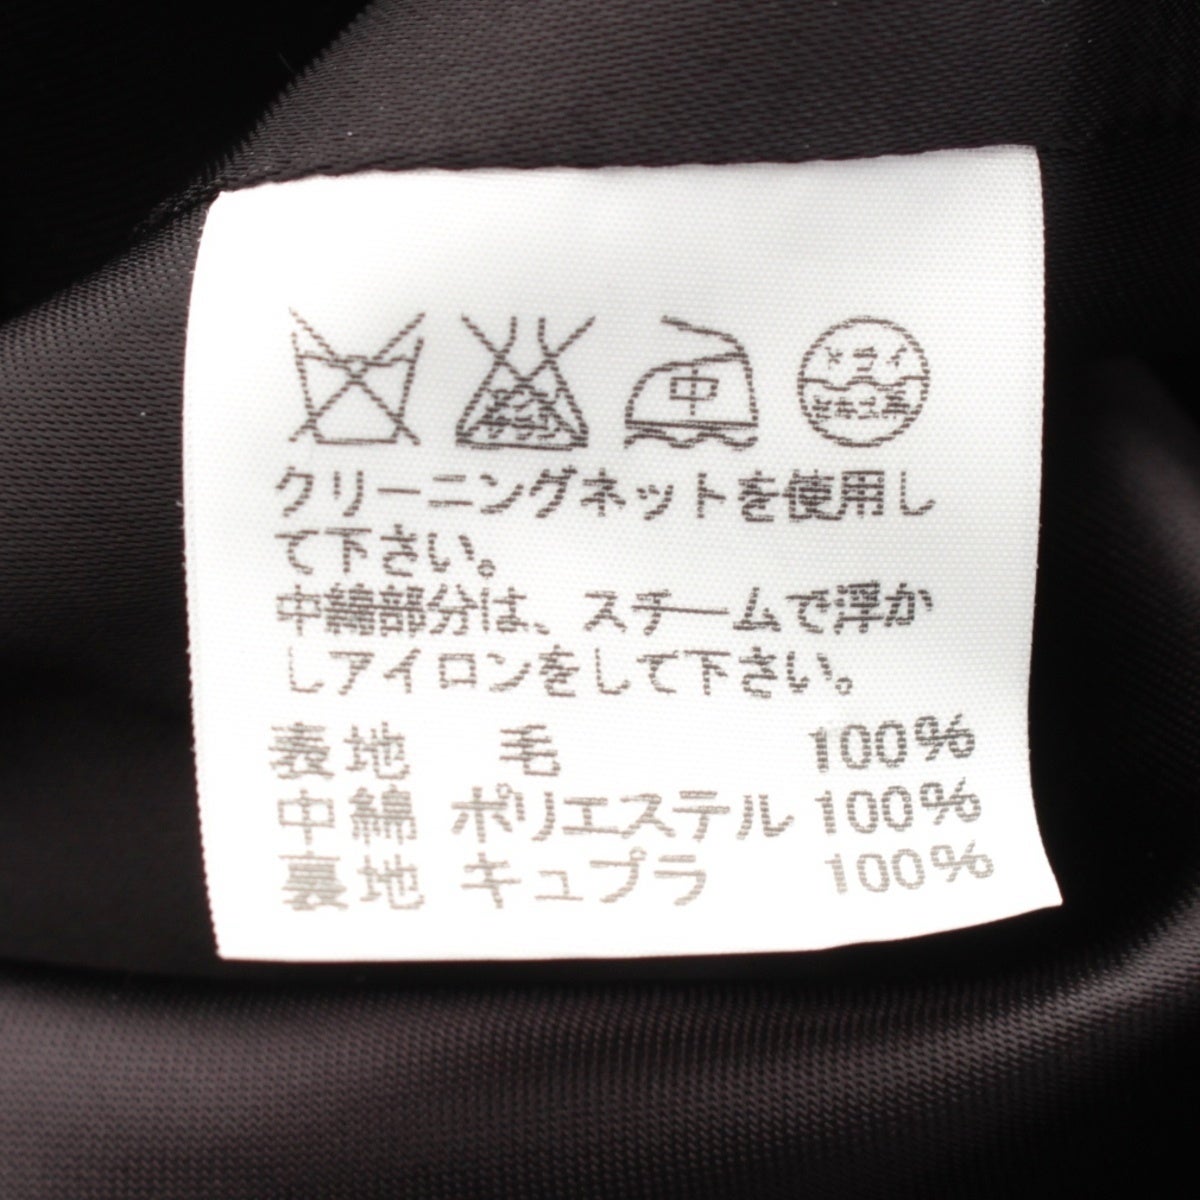 中
ドライ
セキユ系
クリーニングネットを使用し
て下さい。
中綿部分は、スチームで浮か
しアイロンをして下さい。
表地 毛 100%
中綿 ポリエステル 100%
裏地 キュプラ 100%